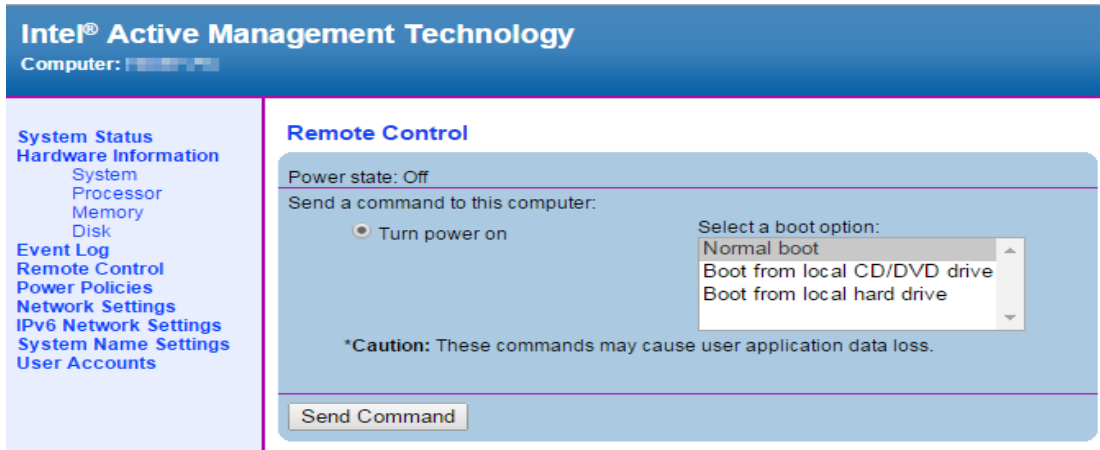 Intel® Active Management Technology
Computer:
System Status
Hardware Information
System
Processor
Memory
Disk
Event Log
Remote Control
Power Policies
Network Settings
IPv6 Network Settings
System Name Settings
User Accounts
Remote Control
Power state: Off
Send a command to this computer:
Turn power on
Select a boot option:
Normal boot
Boot from local CD/DVD drive
Boot from local hard drive
*Caution: These commands may cause user application data loss.
Send Command